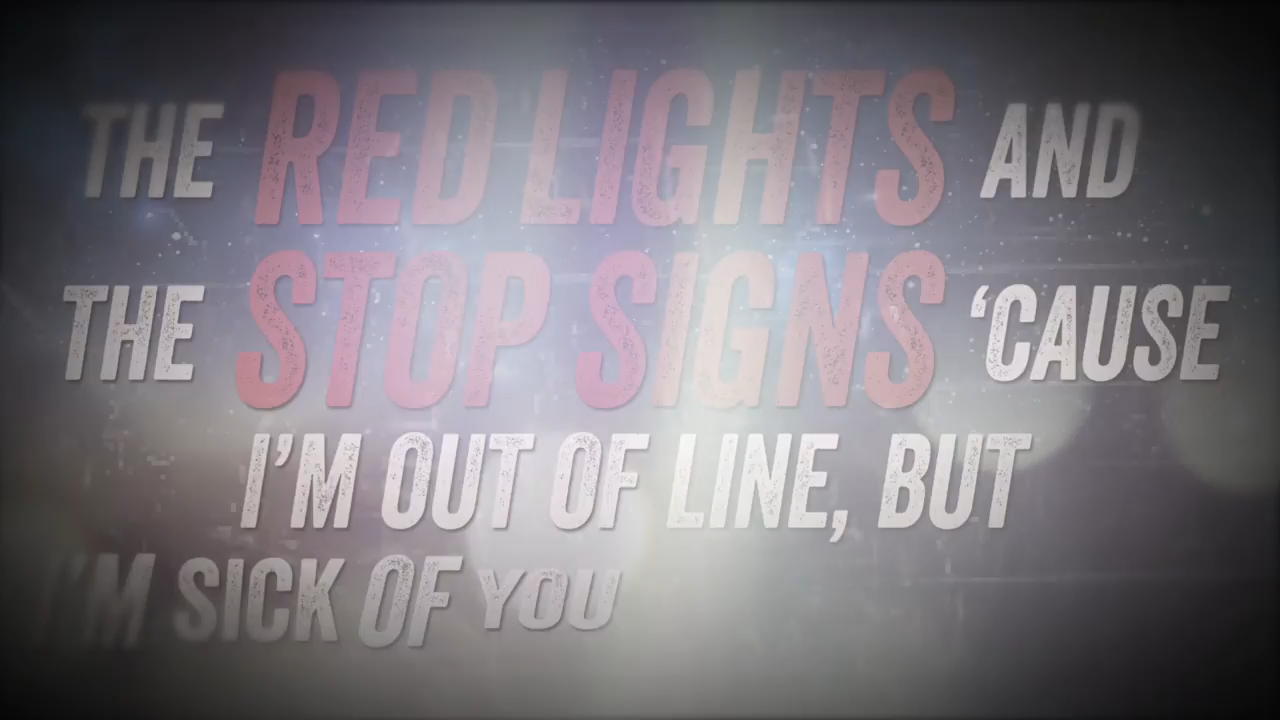 THE RED LIGHTS AND
THE STOP SIGNS ‘CAUSE
I’M OUT OF LINE, BUT
I’M SICK OF YOU